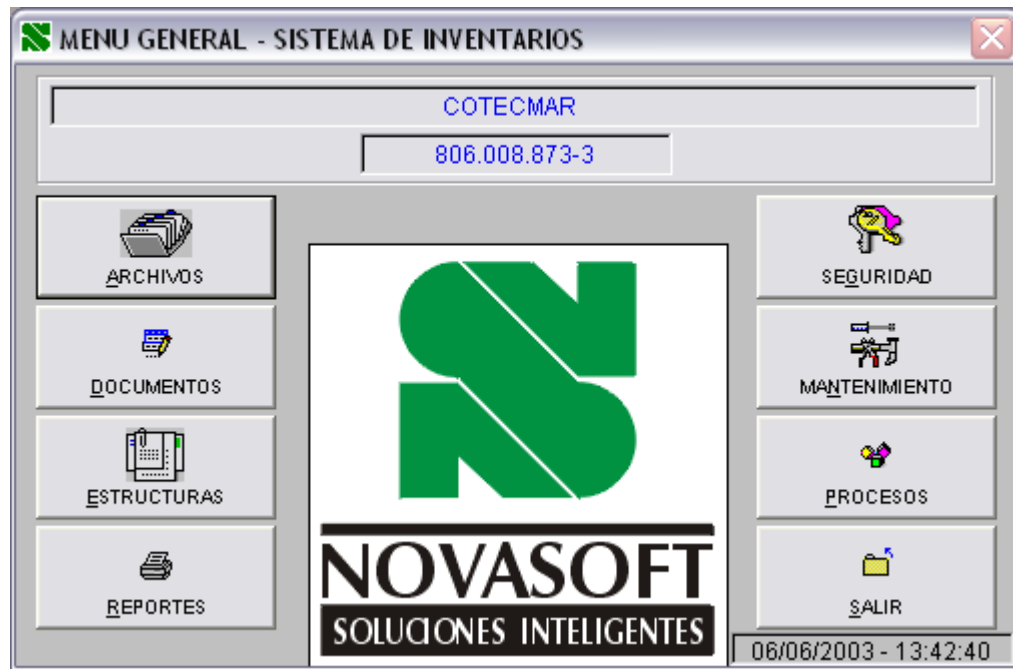 MENU GENERAL - SISTEMA DE INVENTARIOS
COTECMAR
806.008.873-3
ARCHIVOS
DOCUMENTOS
ESTRUCTURAS
REPORTES
NOVASOFT
SOLUCIONES INTELIGENTES
SEGURIDAD
MANTENIMIENTO
PROCESOS
SALIR
06/06/2003 - 13:42:40